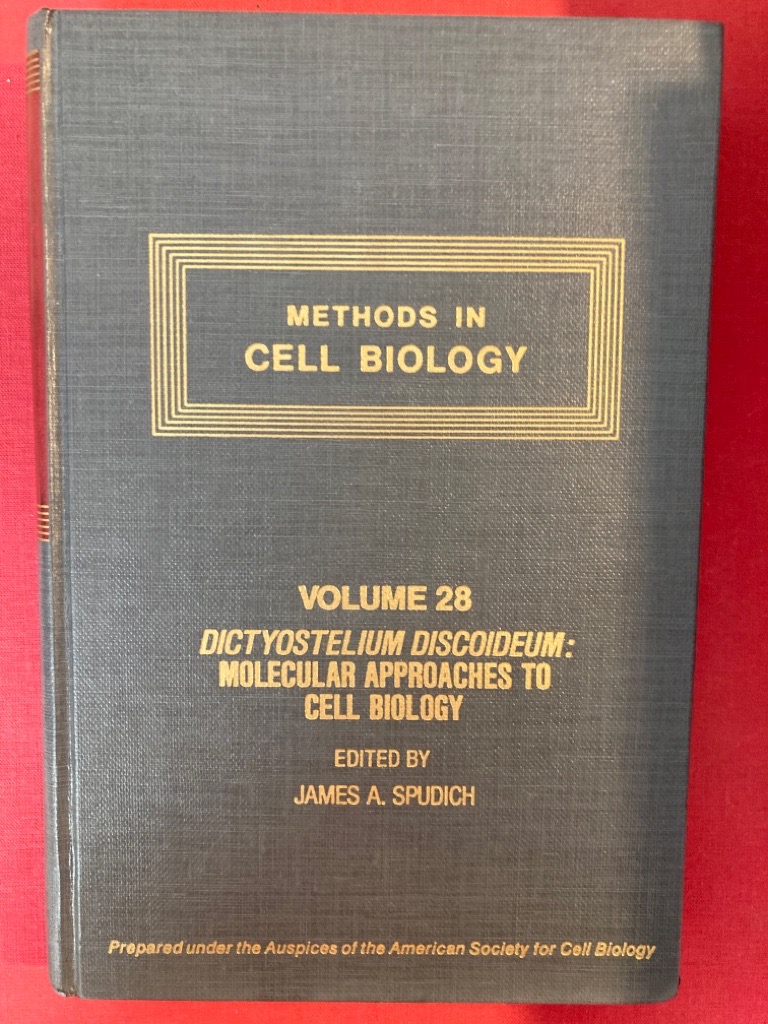 METHODS IN
CELL BIOLOGY
VOLUME 28
DICTYOSTELIUM DISCOIDEUM:
MOLECULAR APPROACHES TO
CELL BIOLOGY
EDITED BY
JAMES A. SPUDICH
Prepared under the Auspices of the American Society for Cell Biology